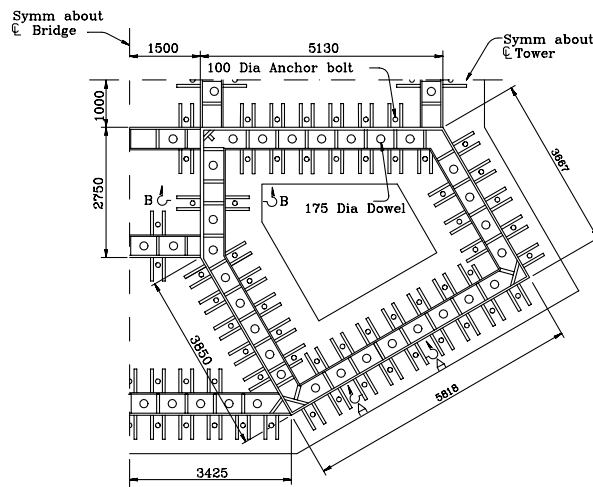 Symm about
℄ Bridge
1500
5130
Symm about
℄ Tower
100 Dia Anchor bolt
1000
2750
3667
B
B
175 Dia Dowel
3850
A
A
5818
3425